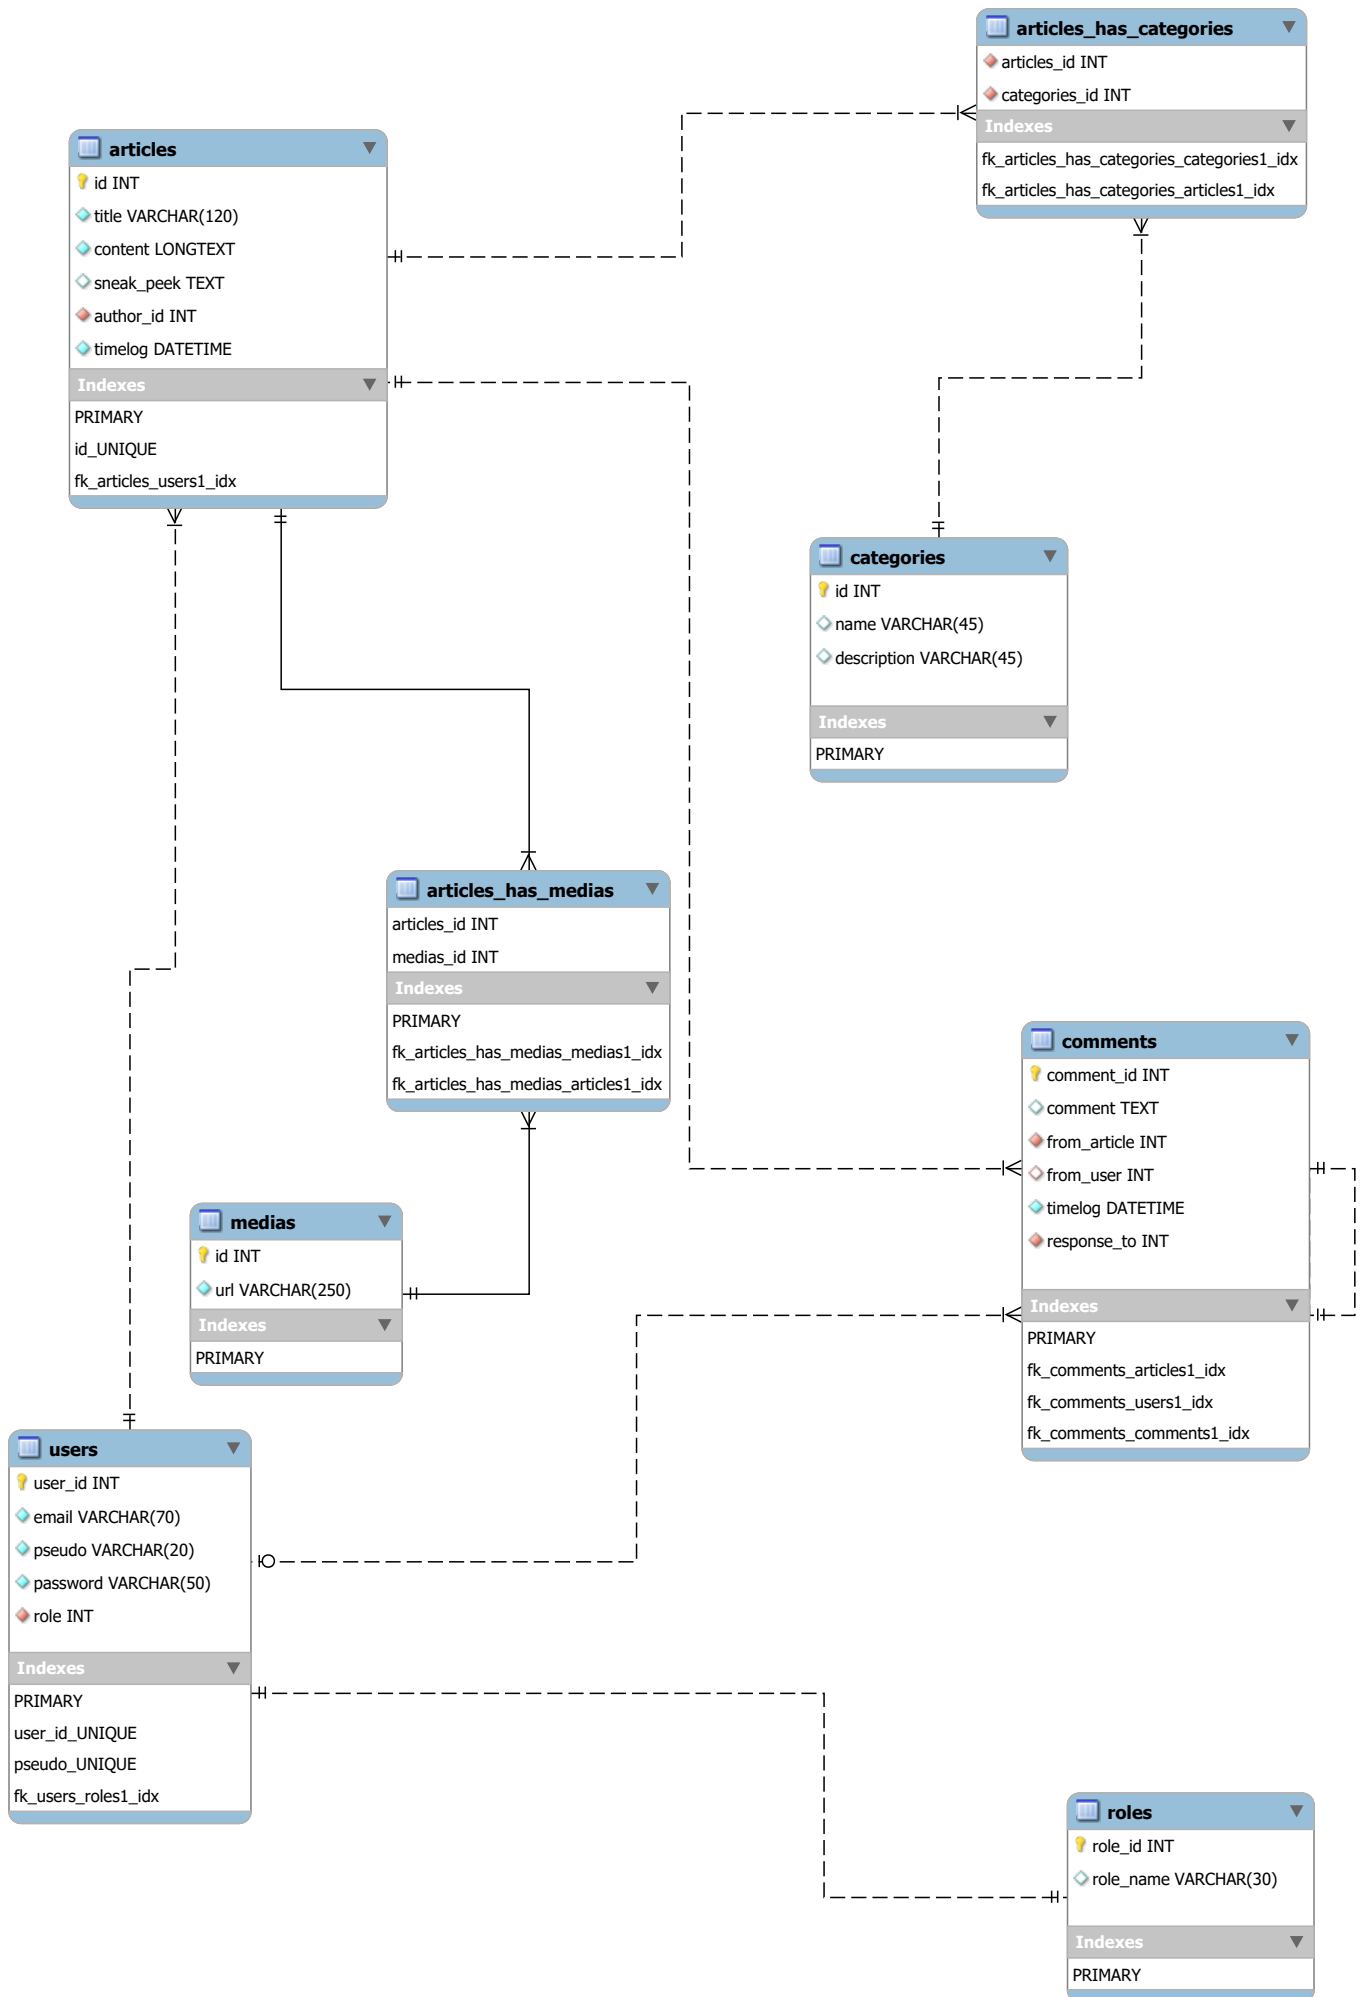 articles_has_categories
articles_id INT
categories_id INT
Indexes
fk_articles_has_categories_categories1_idx
fk_articles_has_categories_articles1_idx
articles
id INT
title VARCHAR(120)
content LONGTEXT
sneak_peek TEXT
author_id INT
timelog DATETIME
Indexes
PRIMARY
id_UNIQUE
fk_articles_users1_idx
categories
id INT
name VARCHAR(45)
description VARCHAR(45)
Indexes
PRIMARY
articles_has_medias
articles_id INT
medias_id INT
Indexes
PRIMARY
fk_articles_has_medias_medias1_idx
fk_articles_has_medias_articles1_idx
comments
comment_id INT
comment TEXT
from_article INT
from_user INT
timelog DATETIME
response_to INT
Indexes
PRIMARY
fk_comments_articles1_idx
fk_comments_users1_idx
fk_comments_comments1_idx
medias
id INT
url VARCHAR(250)
Indexes
PRIMARY
users
user_id INT
email VARCHAR(70)
pseudo VARCHAR(20)
password VARCHAR(50)
role INT
Indexes
PRIMARY
user_id_UNIQUE
pseudo_UNIQUE
fk_users_roles1_idx
roles
role_id INT
role_name VARCHAR(30)
Indexes
PRIMARY